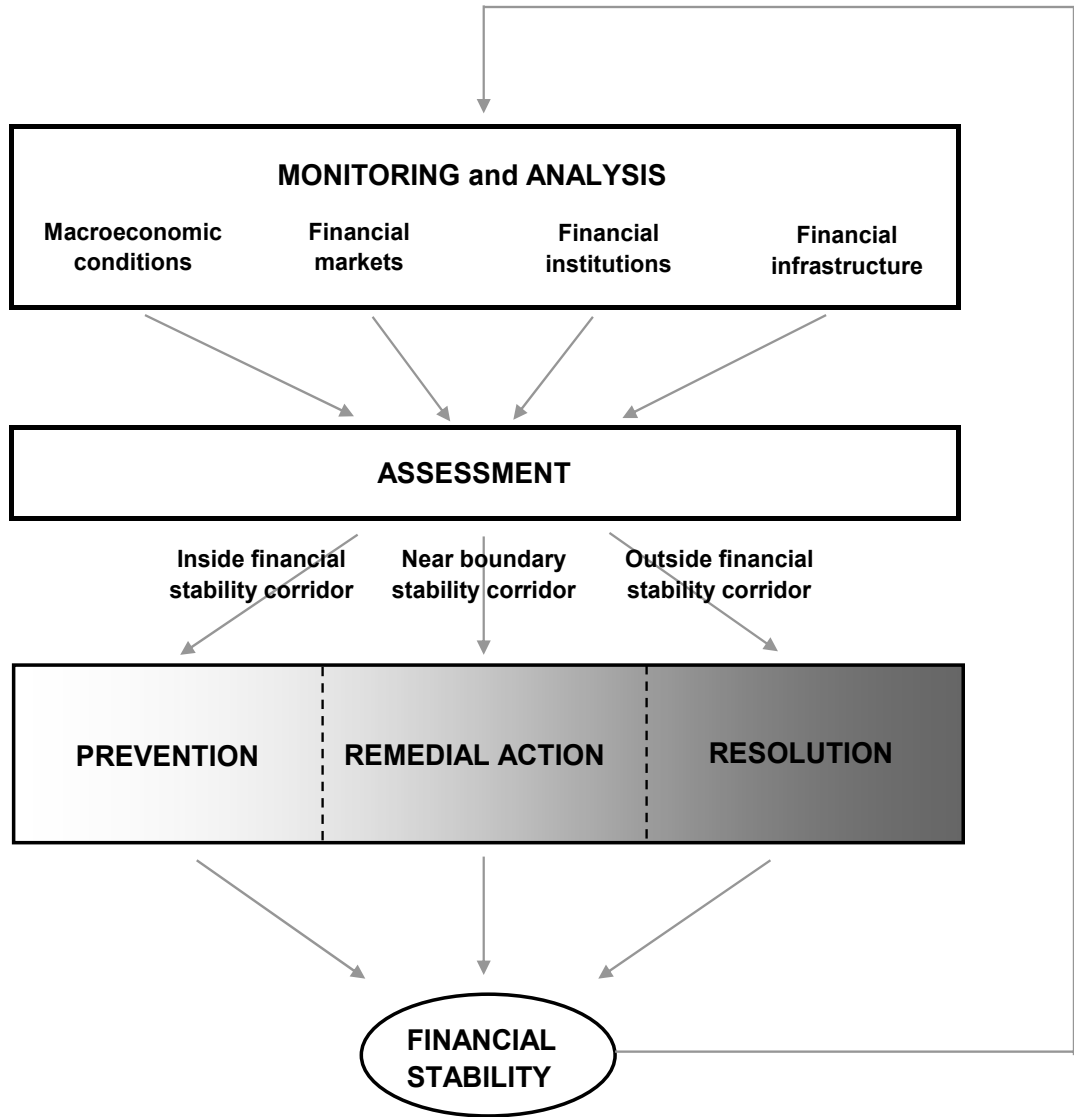 MONITORING and ANALYSIS
Macroeconomic
conditions
Financial
markets
Financial
institutions
Financial
infrastructure
ASSESSMENT
Inside financial
stability corridor
Near boundary
stability corridor
Outside financial
stability corridor
PREVENTION
REMEDIAL ACTION
RESOLUTION
FINANCIAL
STABILITY